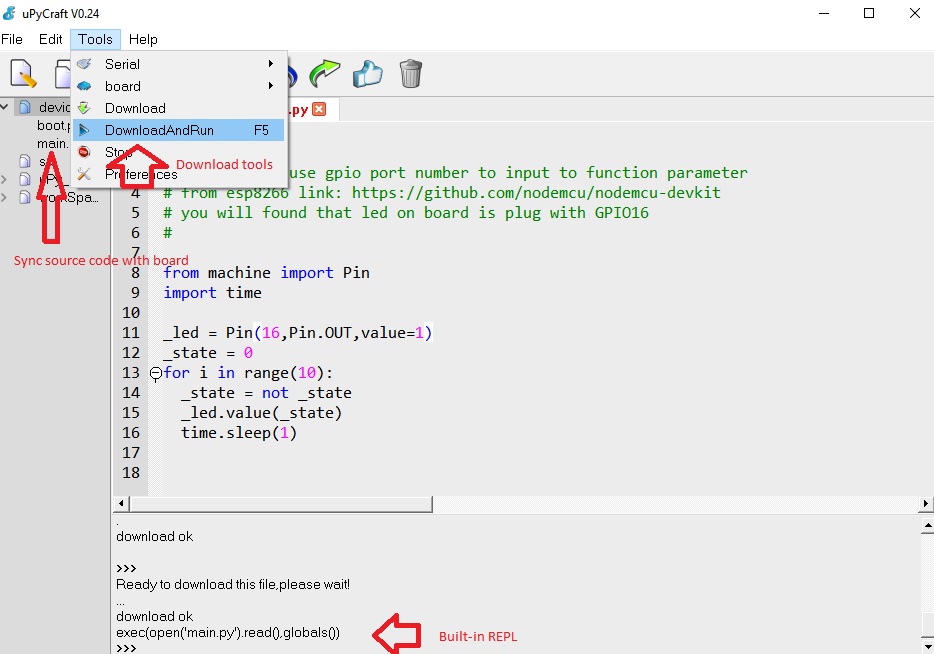 uPyCraft V0.24
File Edit Tools Help
Serial
board
Download
DownloadAndRun F5
Stop
Preferences
Download tools
.py
boot.p
main.
Sync source code with board
use gpio port number to input to function parameter
4 # from esp8266 link: https://github.com/nodemcu/nodemcu-devkit
5 # you will found that led on board is plug with GPIO16
6 #
7
8 from machine import Pin
9 import time
10
11 _led = Pin(16,Pin.OUT,value=1)
12 _state = 0
13 for i in range(10):
14 _state = not _state
15 _led.value(_state)
16 time.sleep(1)
17
18
.
download ok
>>>
Ready to download this file,please wait!
...
download ok
exec(open('main.py').read(),globals())
>>>
Built-in REPL